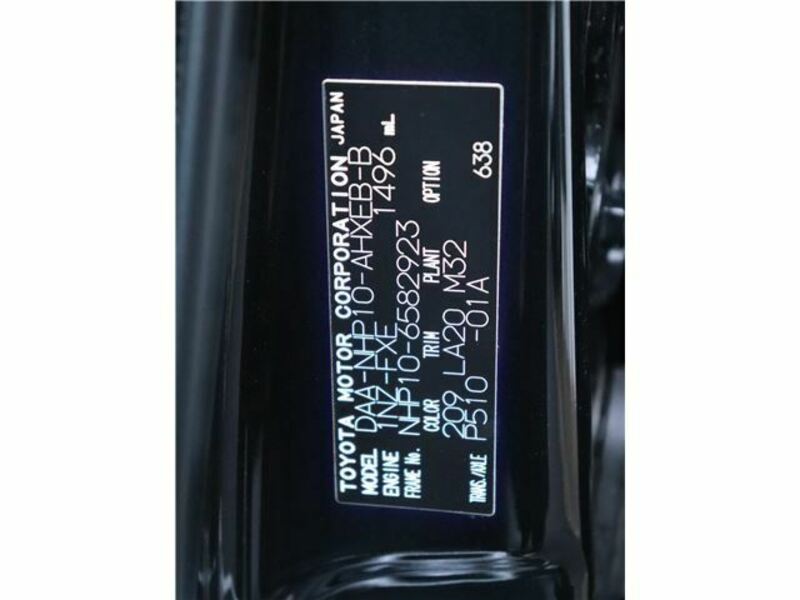 TOYOTA MOTOR CORPORATION JAPAN
MODEL DAA-NHP10-AHXEB-B
ENGINE 1NZ-FXE 1496 mL
FRAME No. NHP10-6582923
COLOR TRIM PLANT OPTION
209 LA20 M32
TRANS./AXLE P510 -01A 638